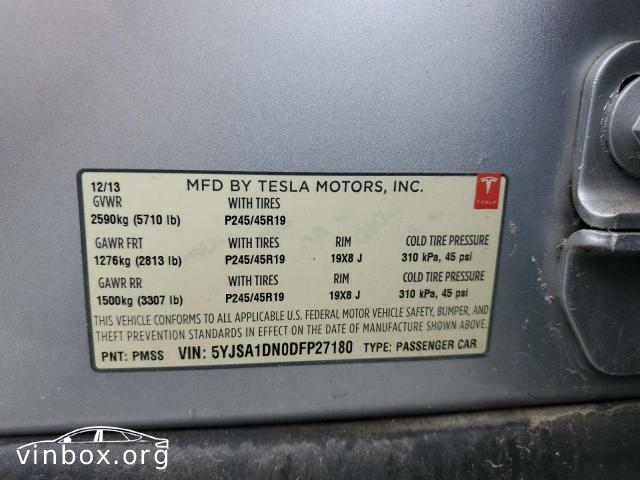 12/13 MFD BY TESLA MOTORS, INC. TESLA
GVWR WITH TIRES
2590kg (5710 lb) P245/45R19
GAWR FRT WITH TIRES RIM COLD TIRE PRESSURE
1276kg (2813 lb) P245/45R19 19X8 J 310 kPa, 45 psi
GAWR RR WITH TIRES RIM COLD TIRE PRESSURE
1500kg (3307 lb) P245/45R19 19X8 J 310 kPa, 45 psi
THIS VEHICLE CONFORMS TO ALL APPLICABLE U.S. FEDERAL MOTOR VEHICLE SAFETY, BUMPER, AND
THEFT PREVENTION STANDARDS IN EFFECT ON THE DATE OF MANUFACTURE SHOWN ABOVE.
PNT: PMSS VIN: 5YJSA1DN0DFP27180 TYPE: PASSENGER CAR
vinbox.org